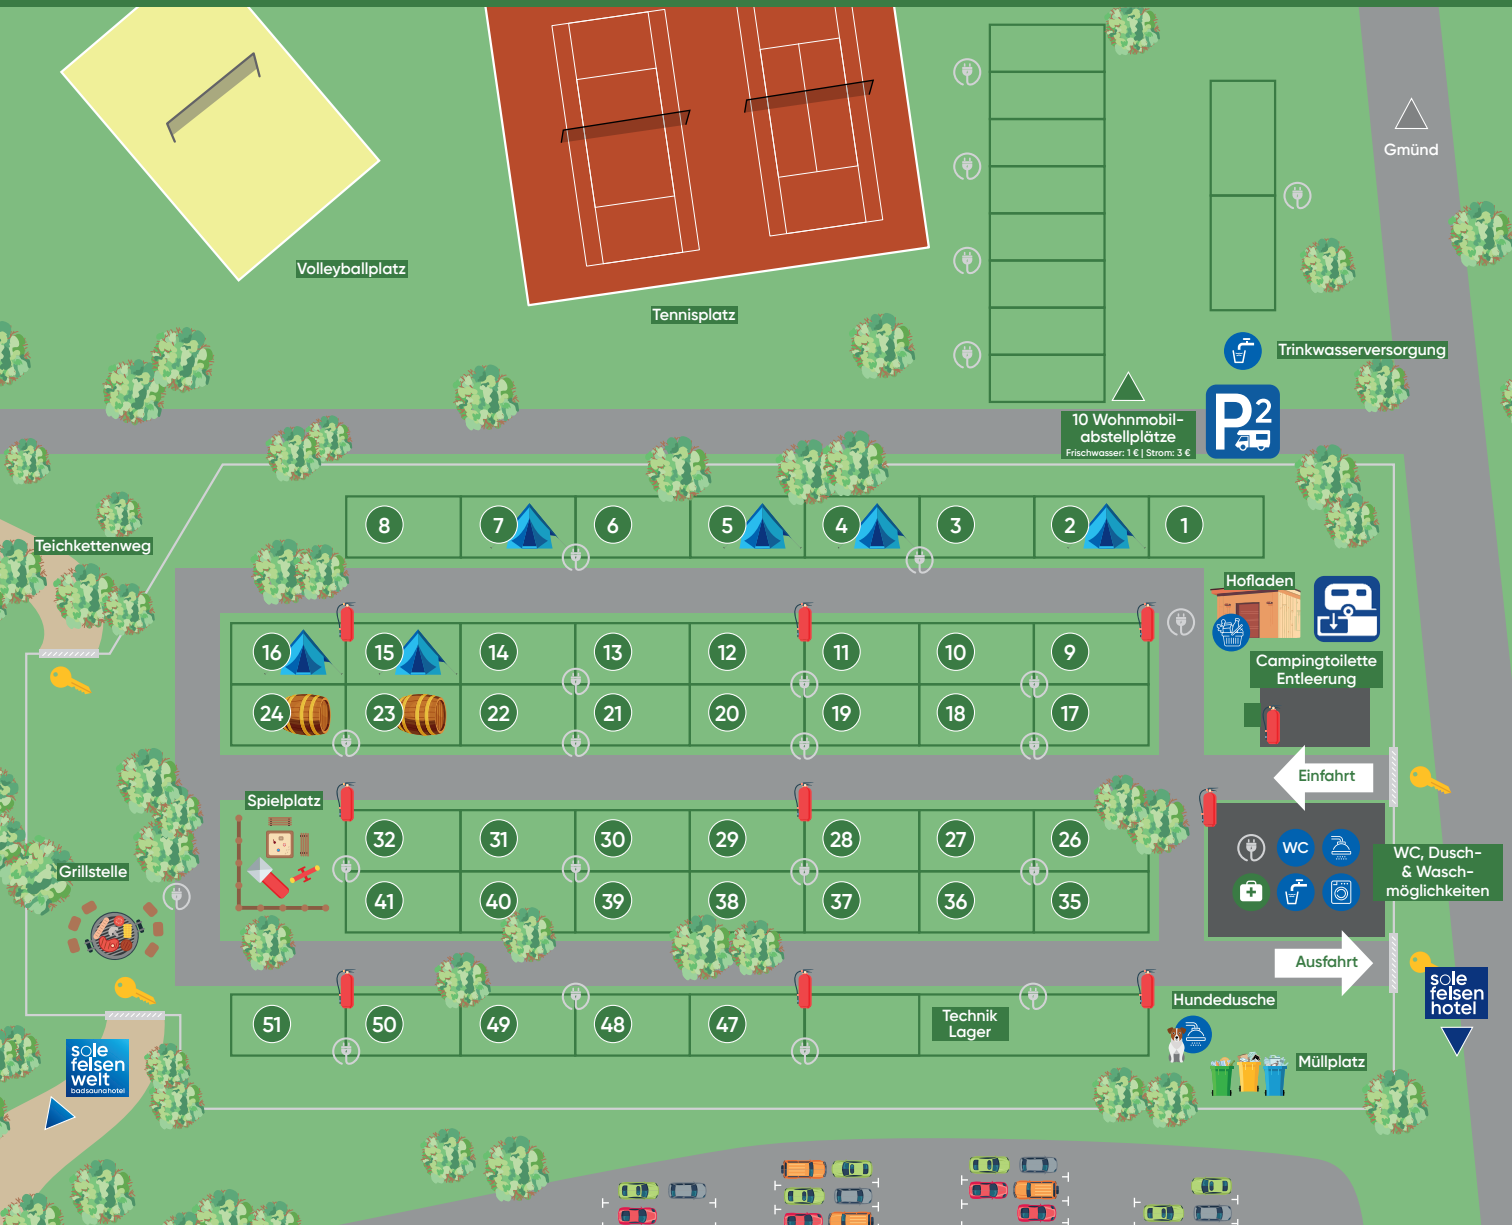 Gmünd
Volleyballplatz
Tennisplatz
Trinkwasserversorgung
10 Wohnmobil-
abstellplätze
Frischwasser: 1 € | Strom: 3 €
P2
Teichkettenweg
8 7 6 5 4 3 2 1
Hofladen
16 15 14 13 12 11 10 9
Campingtoilette
Entleerung
24 23 22 21 20 19 18 17
Einfahrt
Spielplatz
32 31 30 29 28 27 26
WC
WC, Dusch-
& Wasch-
möglichkeiten
Grillstelle
41 40 39 38 37 36 35
Ausfahrt
sole
felsen
hotel
Hundedusche
51 50 49 48 47
Technik
Lager
Müllplatz
sole
felsen
welt
badsaunahotel